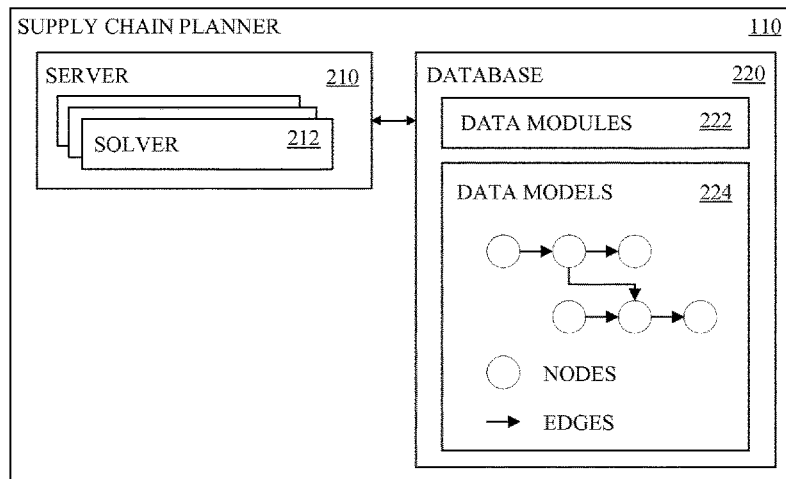 SUPPLY CHAIN PLANNER 110
SERVER 210
SOLVER 212
DATABASE 220
DATA MODULES 222
DATA MODELS 224
NODES
EDGES